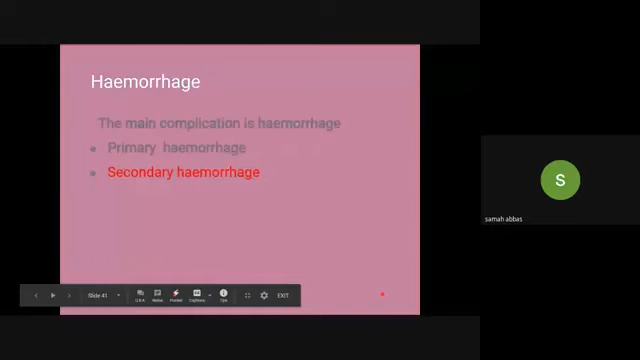 Haemorrhage
The main complication is haemorrhage
Primary haemorrhage
Secondary haemorrhage
Slide 41
Q & A
Notes
Pointer
Captions
Tips
EXIT
S
samah abbas